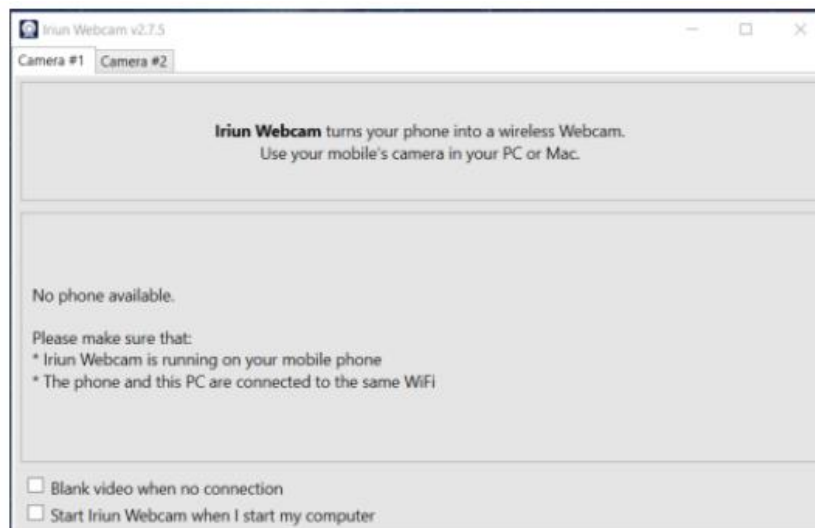 Iriun Webcam v2.7.5
Camera #1 Camera #2
Iriun Webcam turns your phone into a wireless Webcam.
Use your mobile's camera in your PC or Mac.
No phone available.
Please make sure that:
* Iriun Webcam is running on your mobile phone
* The phone and this PC are connected to the same WiFi
Blank video when no connection
Start Iriun Webcam when I start my computer